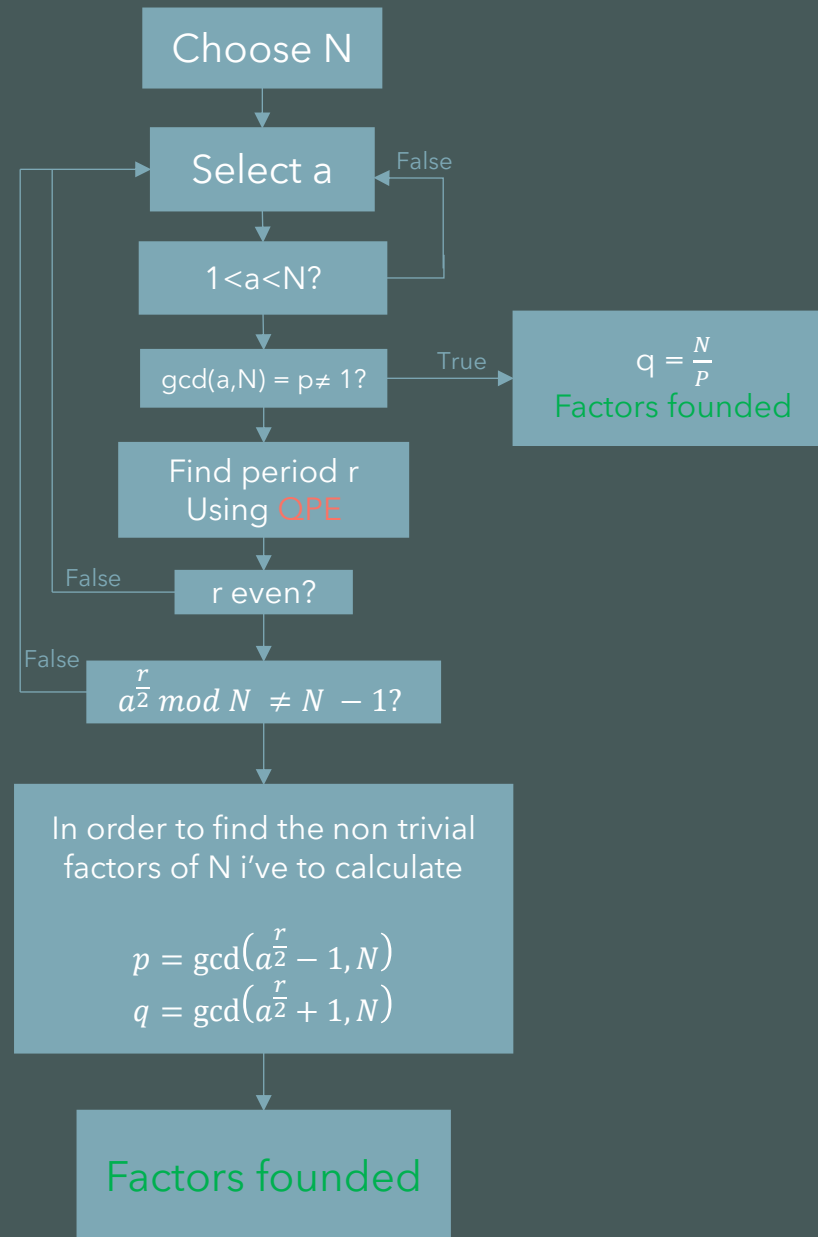 Choose N
Select a
False
1<a<N?
gcd(a,N) = p≠ 1?
True
q = N/P
Factors founded
Find period r
Using QPE
False
r even?
False
a^(r/2) mod N ≠ N − 1?
In order to find the non trivial
factors of N i've to calculate
p = gcd(a^(r/2) − 1, N)
q = gcd(a^(r/2) + 1, N)
Factors founded